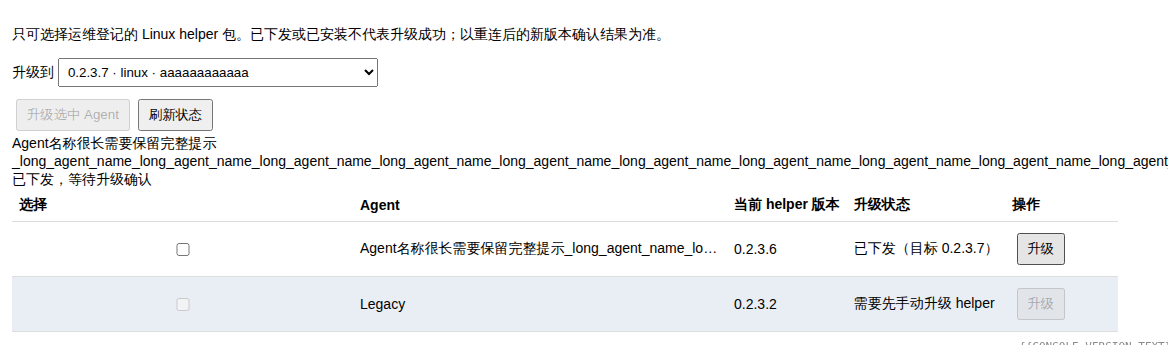 只可选择运维登记的 Linux helper 包。已下发或已安装不代表升级成功；以重连后的新版本确认结果为准。
升级到 0.2.3.7 · linux · aaaaaaaaaaaa
升级选中 Agent 刷新状态
Agent名称很长需要保留完整提示
_long_agent_name_long_agent_name_long_agent_name_long_agent_name_long_agent_name_long_agent_name_long_agent_name_long_agent_name_long_agent_name_long_agent
已下发，等待升级确认
选择 Agent 当前 helper 版本 升级状态 操作
Agent名称很长需要保留完整提示_long_agent_name_lo… 0.2.3.6 已下发（目标 0.2.3.7） 升级
Legacy 0.2.3.2 需要先手动升级 helper 升级